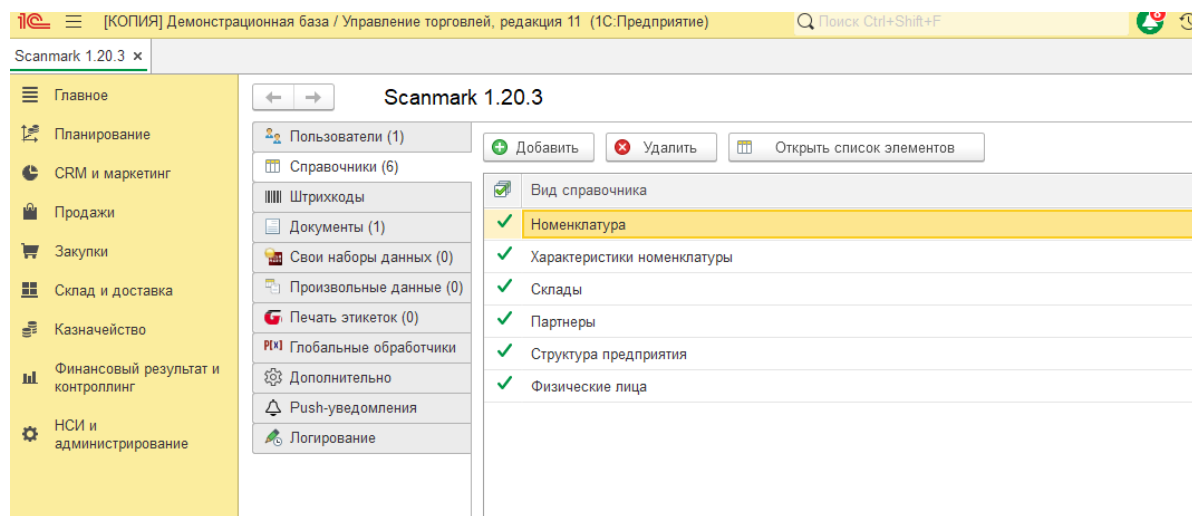 1С [КОПИЯ] Демонстрационная база / Управление торговлей, редакция 11 (1С:Предприятие) Поиск Ctrl+Shift+F
Scanmark 1.20.3 ×
Главное
Планирование
CRM и маркетинг
Продажи
Закупки
Склад и доставка
Казначейство
Финансовый результат и
контроллинг
НСИ и
администрирование
Scanmark 1.20.3
Пользователи (1)
Справочники (6)
Штрихкоды
Документы (1)
Свои наборы данных (0)
Произвольные данные (0)
Печать этикеток (0)
P[x] Глобальные обработчики
Дополнительно
Push-уведомления
Логирование
Добавить Удалить Открыть список элементов
Вид справочника
Номенклатура
Характеристики номенклатуры
Склады
Партнеры
Структура предприятия
Физические лица